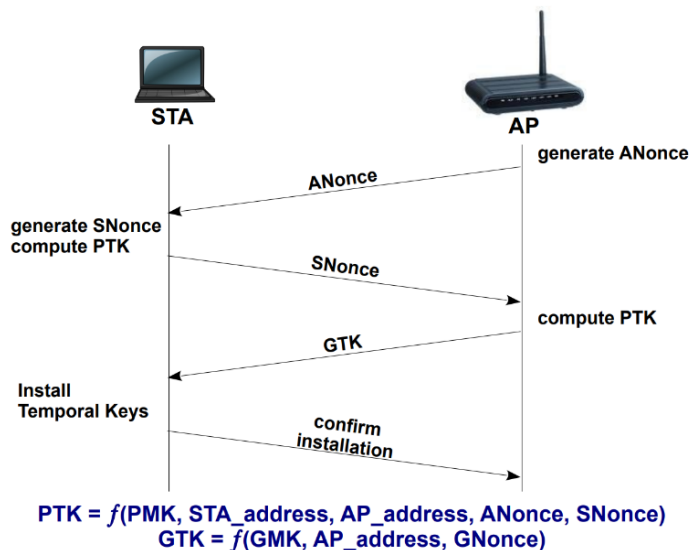 STA
AP
generate ANonce
ANonce
generate SNonce
compute PTK
SNonce
compute PTK
GTK
Install
Temporal Keys
confirm
installation
PTK = f(PMK, STA_address, AP_address, ANonce, SNonce)
GTK = f(GMK, AP_address, GNonce)